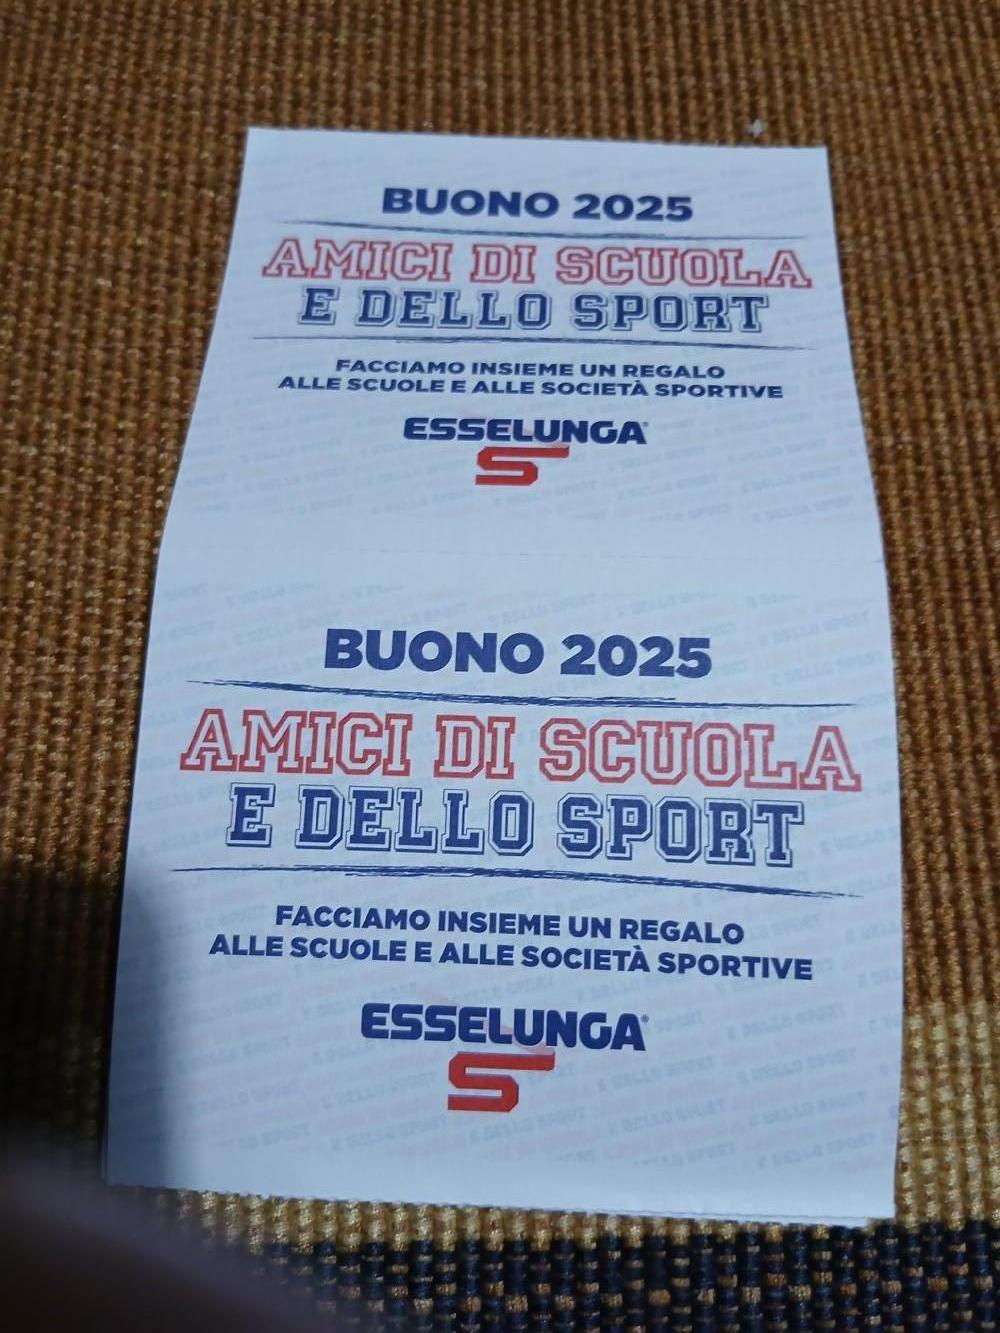 BUONO 2025
AMICI DI SCUOLA
E DELLO SPORT
FACCIAMO INSIEME UN REGALO
ALLE SCUOLE E ALLE SOCIETÀ SPORTIVE
ESSELUNGA®
S
BUONO 2025
AMICI DI SCUOLA
E DELLO SPORT
FACCIAMO INSIEME UN REGALO
ALLE SCUOLE E ALLE SOCIETÀ SPORTIVE
ESSELUNGA®
S